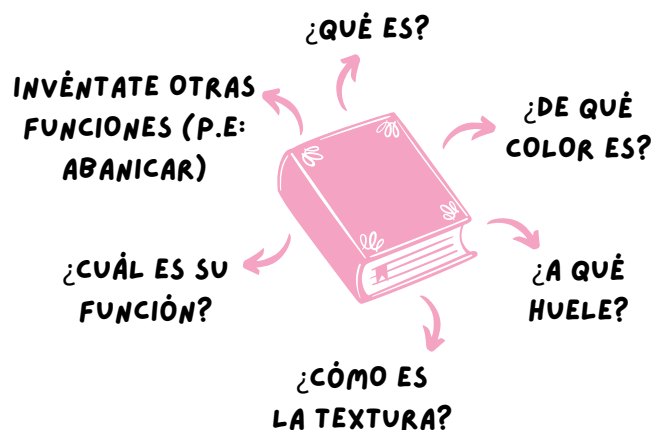 ¿QUÉ ES?
INVÉNTATE OTRAS
FUNCIONES (P.E:
ABANICAR)
¿DE QUÉ
COLOR ES?
¿CUÁL ES SU
FUNCIÓN?
¿A QUÉ
HUELE?
¿CÓMO ES
LA TEXTURA?